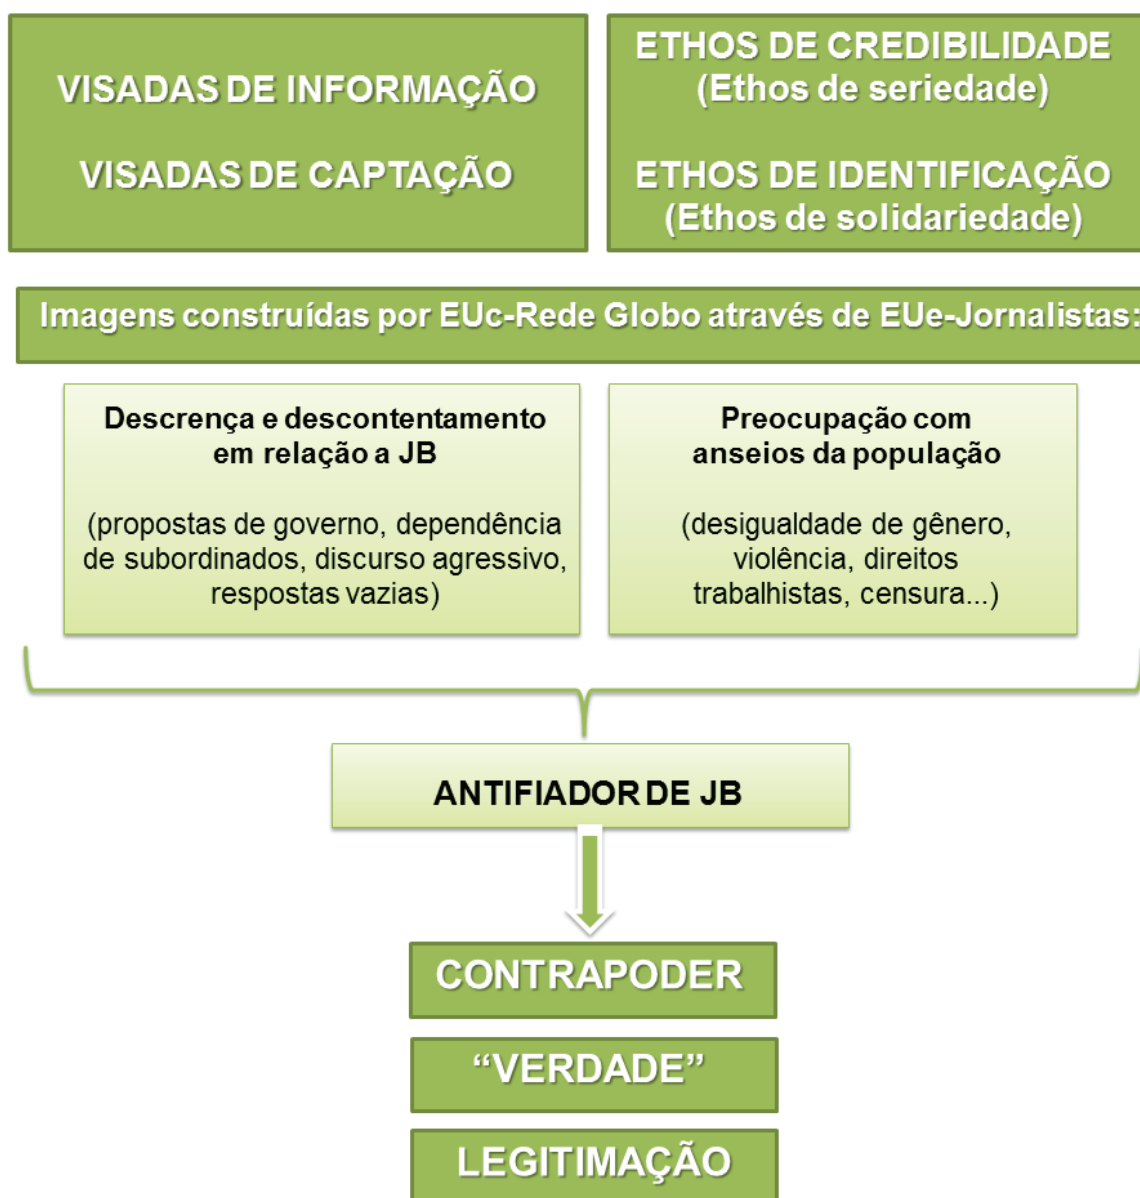 VISADAS DE INFORMAÇÃO
VISADAS DE CAPTAÇÃO
ETHOS DE CREDIBILIDADE
(Ethos de seriedade)
ETHOS DE IDENTIFICAÇÃO
(Ethos de solidariedade)
Imagens construídas por EUc-Rede Globo através de EUe-Jornalistas:
Descrença e descontentamento
em relação a JB
(propostas de governo, dependência
de subordinados, discurso agressivo,
respostas vazias)
Preocupação com
anseios da população
(desigualdade de gênero,
violência, direitos
trabalhistas, censura...)
ANTIFIADOR DE JB
CONTRAPODER
“VERDADE”
LEGITIMAÇÃO